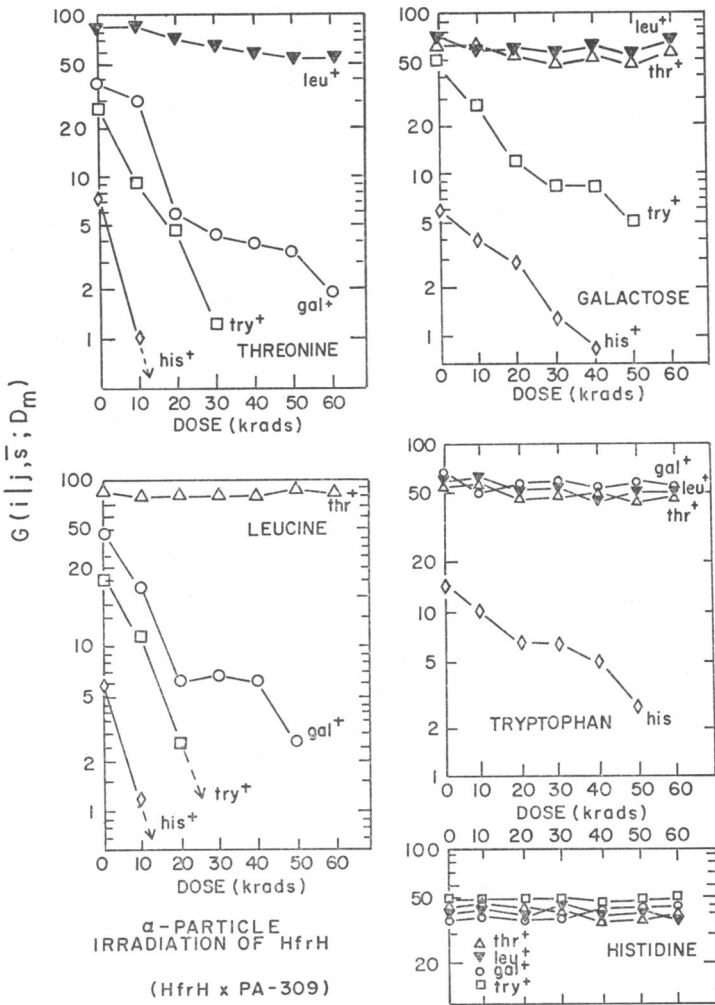 G(i|j,s̅;Dm)
100
50
20
10
5
2
1
leu+
gal+
try+
his+
THREONINE
0 10 20 30 40 50 60
DOSE (krads)
100
50
20
10
5
2
1
leu+
thr+
try+
his+
GALACTOSE
0 10 20 30 40 50 60
DOSE (krads)
100
50
20
10
5
2
1
thr+
LEUCINE
gal+
try+
his+
0 10 20 30 40 50 60
DOSE (krads)
100
50
20
10
5
2
1
gal+
leu+
thr+
his
TRYPTOPHAN
0 10 20 30 40 50 60
DOSE (krads)
0 10 20 30 40 50 60
100
50
20
10
thr+
leu+
gal+
try+
HISTIDINE
α-PARTICLE
IRRADIATION OF HfrH
(HfrH x PA-309)